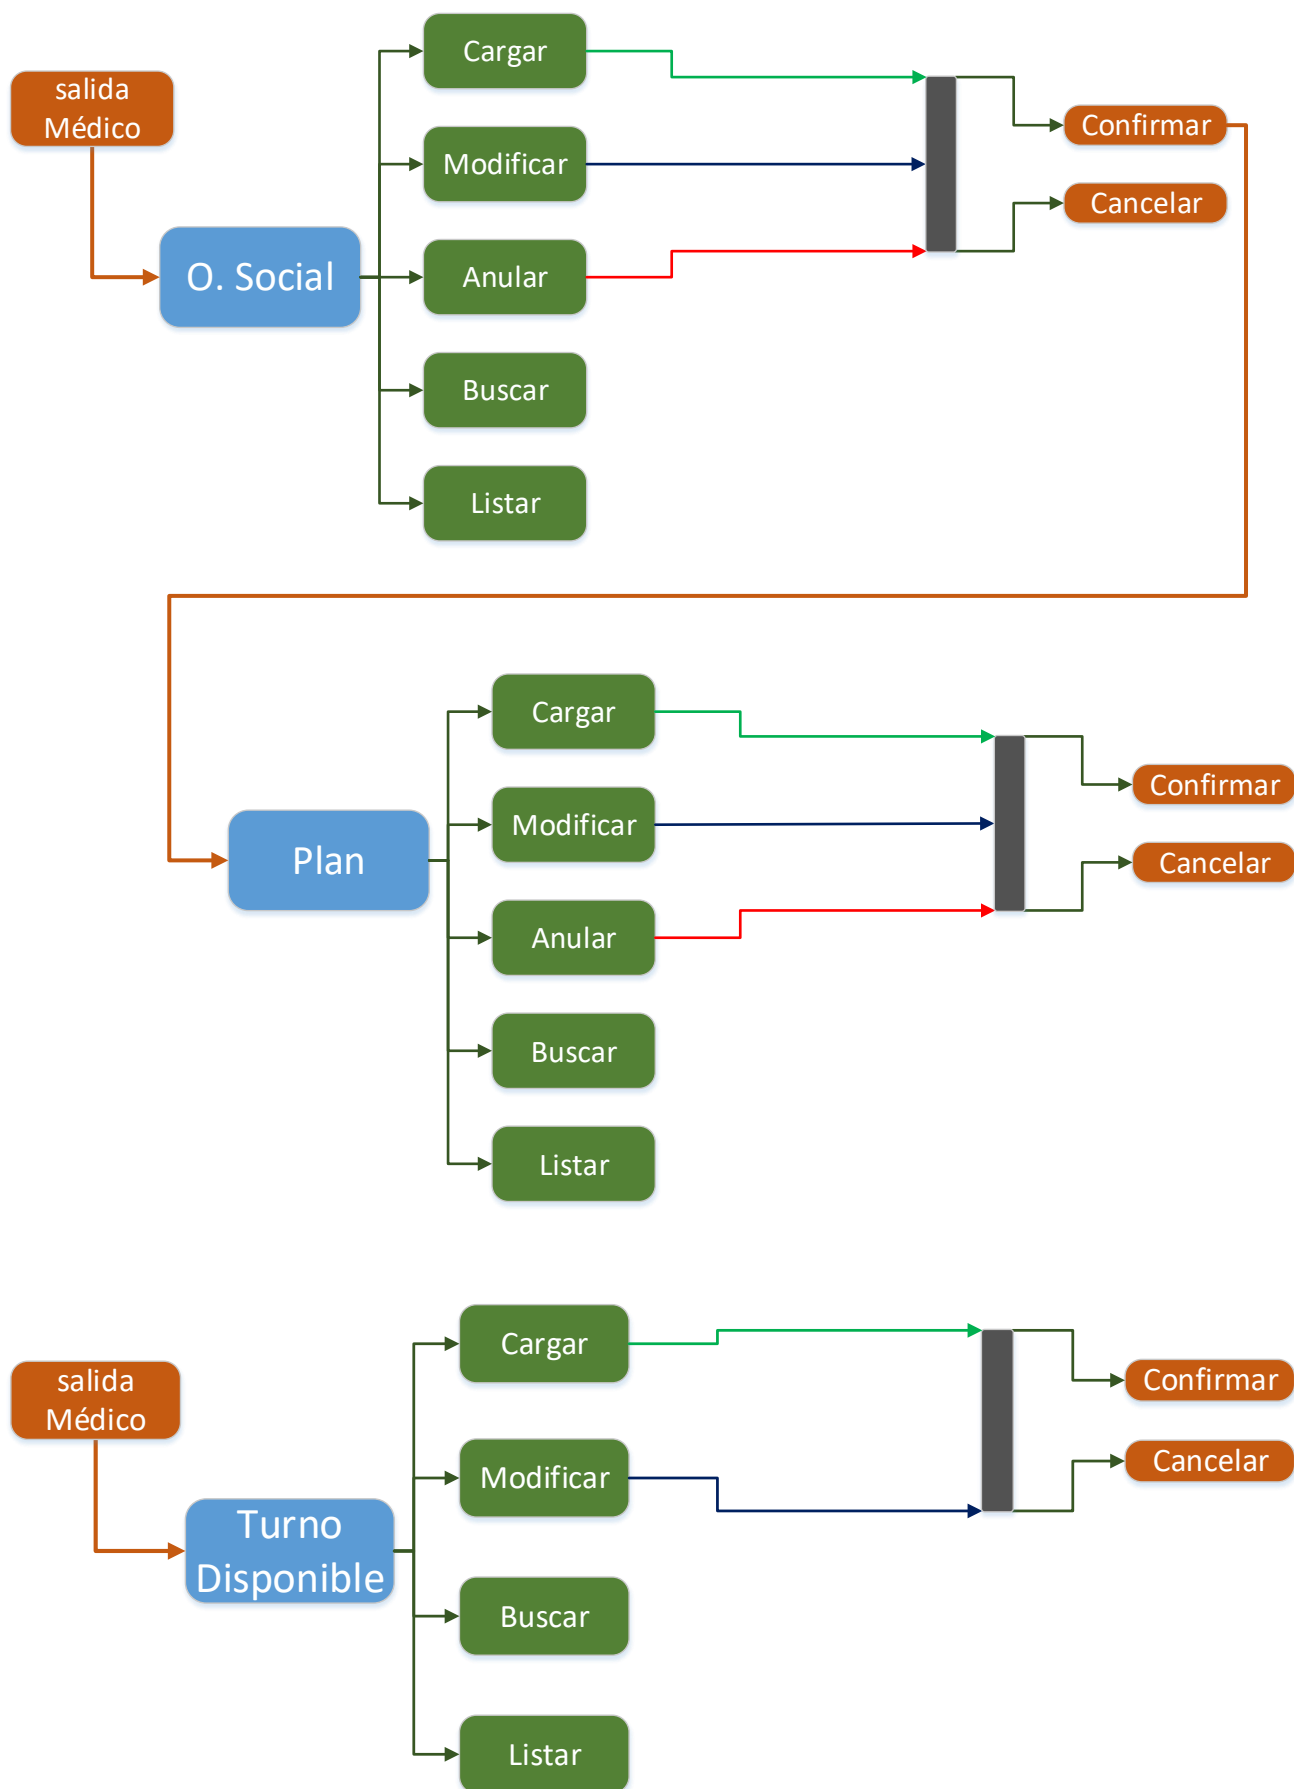 salida
Médico
O. Social
Cargar
Modificar
Anular
Buscar
Listar
Confirmar
Cancelar
Plan
Cargar
Modificar
Anular
Buscar
Listar
Confirmar
Cancelar
salida
Médico
Turno
Disponible
Cargar
Modificar
Buscar
Listar
Confirmar
Cancelar